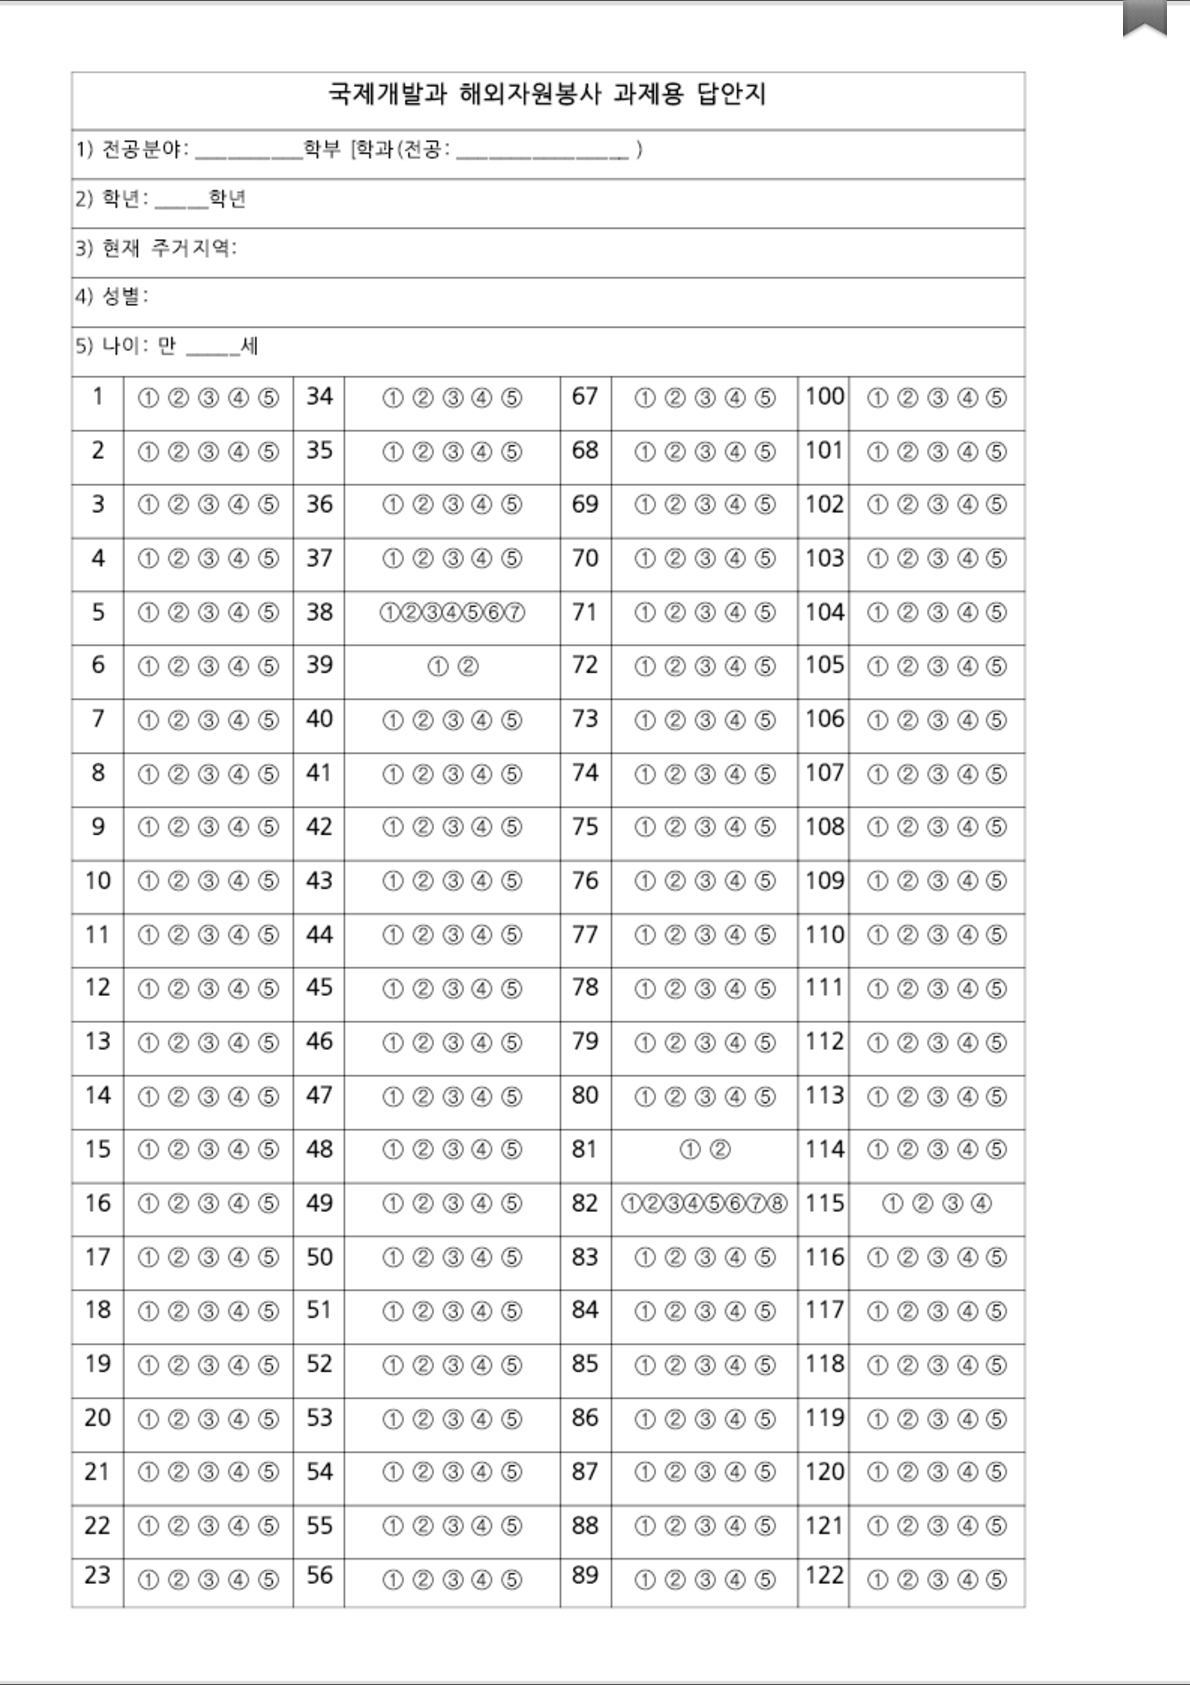 국제개발과 해외자원봉사 과제용 답안지
1) 전공분야: __________학부 [학과(전공: ________________ )
2) 학년: _____학년
3) 현재 주거지역:
4) 성별:
5) 나이: 만 _____세
1 ① ② ③ ④ ⑤ 34 ① ② ③ ④ ⑤ 67 ① ② ③ ④ ⑤ 100 ① ② ③ ④ ⑤
2 ① ② ③ ④ ⑤ 35 ① ② ③ ④ ⑤ 68 ① ② ③ ④ ⑤ 101 ① ② ③ ④ ⑤
3 ① ② ③ ④ ⑤ 36 ① ② ③ ④ ⑤ 69 ① ② ③ ④ ⑤ 102 ① ② ③ ④ ⑤
4 ① ② ③ ④ ⑤ 37 ① ② ③ ④ ⑤ 70 ① ② ③ ④ ⑤ 103 ① ② ③ ④ ⑤
5 ① ② ③ ④ ⑤ 38 ①②③④⑤⑥⑦ 71 ① ② ③ ④ ⑤ 104 ① ② ③ ④ ⑤
6 ① ② ③ ④ ⑤ 39 ① ② 72 ① ② ③ ④ ⑤ 105 ① ② ③ ④ ⑤
7 ① ② ③ ④ ⑤ 40 ① ② ③ ④ ⑤ 73 ① ② ③ ④ ⑤ 106 ① ② ③ ④ ⑤
8 ① ② ③ ④ ⑤ 41 ① ② ③ ④ ⑤ 74 ① ② ③ ④ ⑤ 107 ① ② ③ ④ ⑤
9 ① ② ③ ④ ⑤ 42 ① ② ③ ④ ⑤ 75 ① ② ③ ④ ⑤ 108 ① ② ③ ④ ⑤
10 ① ② ③ ④ ⑤ 43 ① ② ③ ④ ⑤ 76 ① ② ③ ④ ⑤ 109 ① ② ③ ④ ⑤
11 ① ② ③ ④ ⑤ 44 ① ② ③ ④ ⑤ 77 ① ② ③ ④ ⑤ 110 ① ② ③ ④ ⑤
12 ① ② ③ ④ ⑤ 45 ① ② ③ ④ ⑤ 78 ① ② ③ ④ ⑤ 111 ① ② ③ ④ ⑤
13 ① ② ③ ④ ⑤ 46 ① ② ③ ④ ⑤ 79 ① ② ③ ④ ⑤ 112 ① ② ③ ④ ⑤
14 ① ② ③ ④ ⑤ 47 ① ② ③ ④ ⑤ 80 ① ② ③ ④ ⑤ 113 ① ② ③ ④ ⑤
15 ① ② ③ ④ ⑤ 48 ① ② ③ ④ ⑤ 81 ① ② 114 ① ② ③ ④ ⑤
16 ① ② ③ ④ ⑤ 49 ① ② ③ ④ ⑤ 82 ①②③④⑤⑥⑦⑧ 115 ① ② ③ ④
17 ① ② ③ ④ ⑤ 50 ① ② ③ ④ ⑤ 83 ① ② ③ ④ ⑤ 116 ① ② ③ ④ ⑤
18 ① ② ③ ④ ⑤ 51 ① ② ③ ④ ⑤ 84 ① ② ③ ④ ⑤ 117 ① ② ③ ④ ⑤
19 ① ② ③ ④ ⑤ 52 ① ② ③ ④ ⑤ 85 ① ② ③ ④ ⑤ 118 ① ② ③ ④ ⑤
20 ① ② ③ ④ ⑤ 53 ① ② ③ ④ ⑤ 86 ① ② ③ ④ ⑤ 119 ① ② ③ ④ ⑤
21 ① ② ③ ④ ⑤ 54 ① ② ③ ④ ⑤ 87 ① ② ③ ④ ⑤ 120 ① ② ③ ④ ⑤
22 ① ② ③ ④ ⑤ 55 ① ② ③ ④ ⑤ 88 ① ② ③ ④ ⑤ 121 ① ② ③ ④ ⑤
23 ① ② ③ ④ ⑤ 56 ① ② ③ ④ ⑤ 89 ① ② ③ ④ ⑤ 122 ① ② ③ ④ ⑤